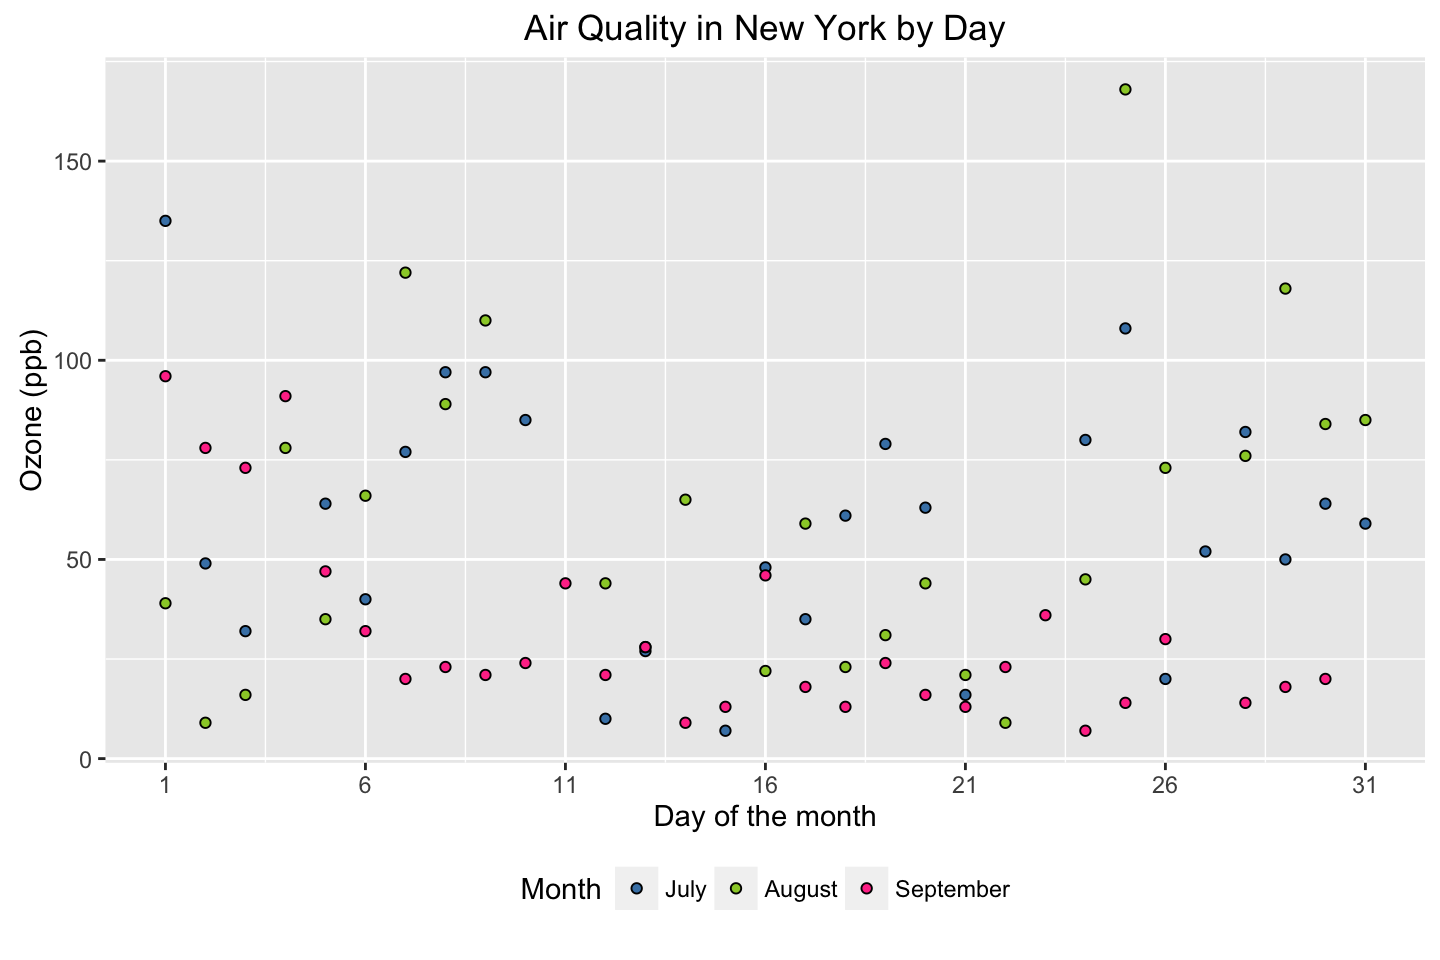 Air Quality in New York by Day
Ozone (ppb)
150
100
50
0
1 6 11 16 21 26 31
Day of the month
Month July August September